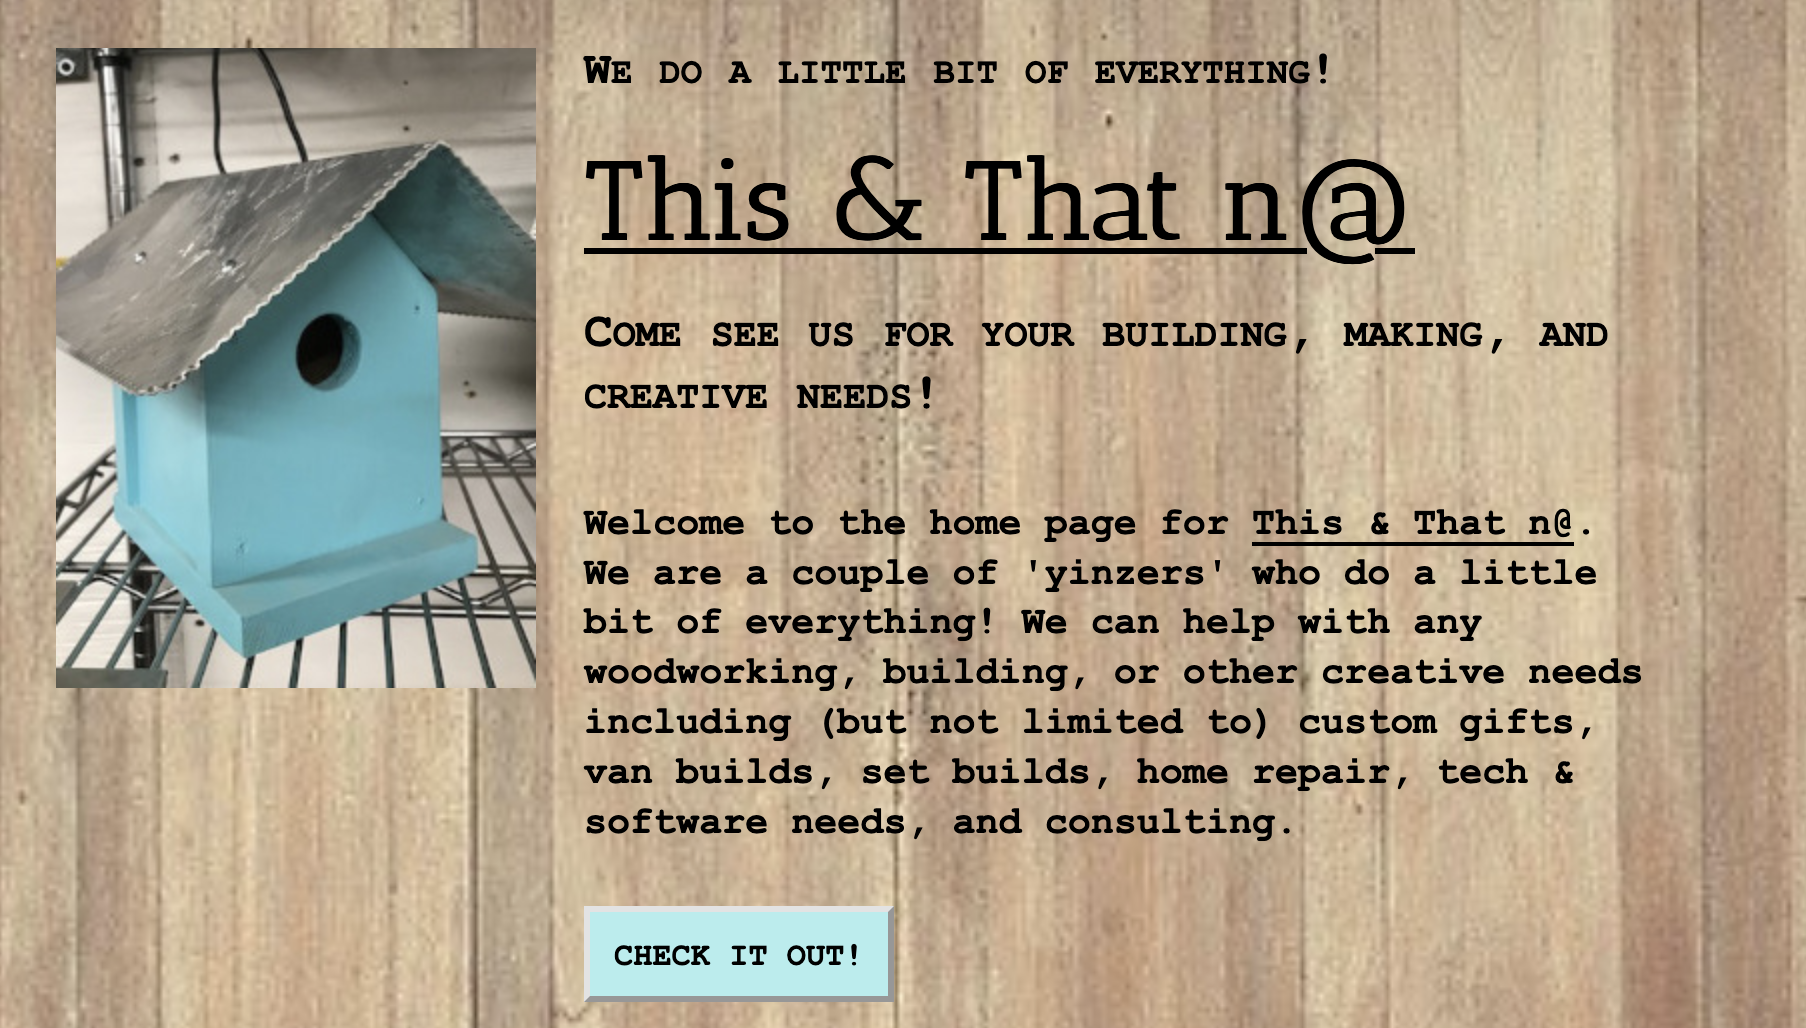 We do a little bit of everything!
This & That n@
Come see us for your building, making, and
creative needs!
Welcome to the home page for This & That n@.
We are a couple of 'yinzers' who do a little
bit of everything! We can help with any
woodworking, building, or other creative needs
including (but not limited to) custom gifts,
van builds, set builds, home repair, tech &
software needs, and consulting.
CHECK IT OUT!